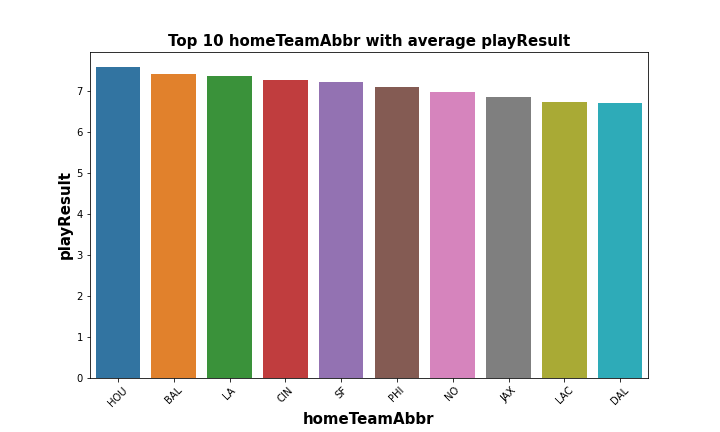 Top 10 homeTeamAbbr with average playResult
playResult
7
6
5
4
3
2
1
0
HOU BAL LA CIN SF PHI NO JAX LAC DAL
homeTeamAbbr